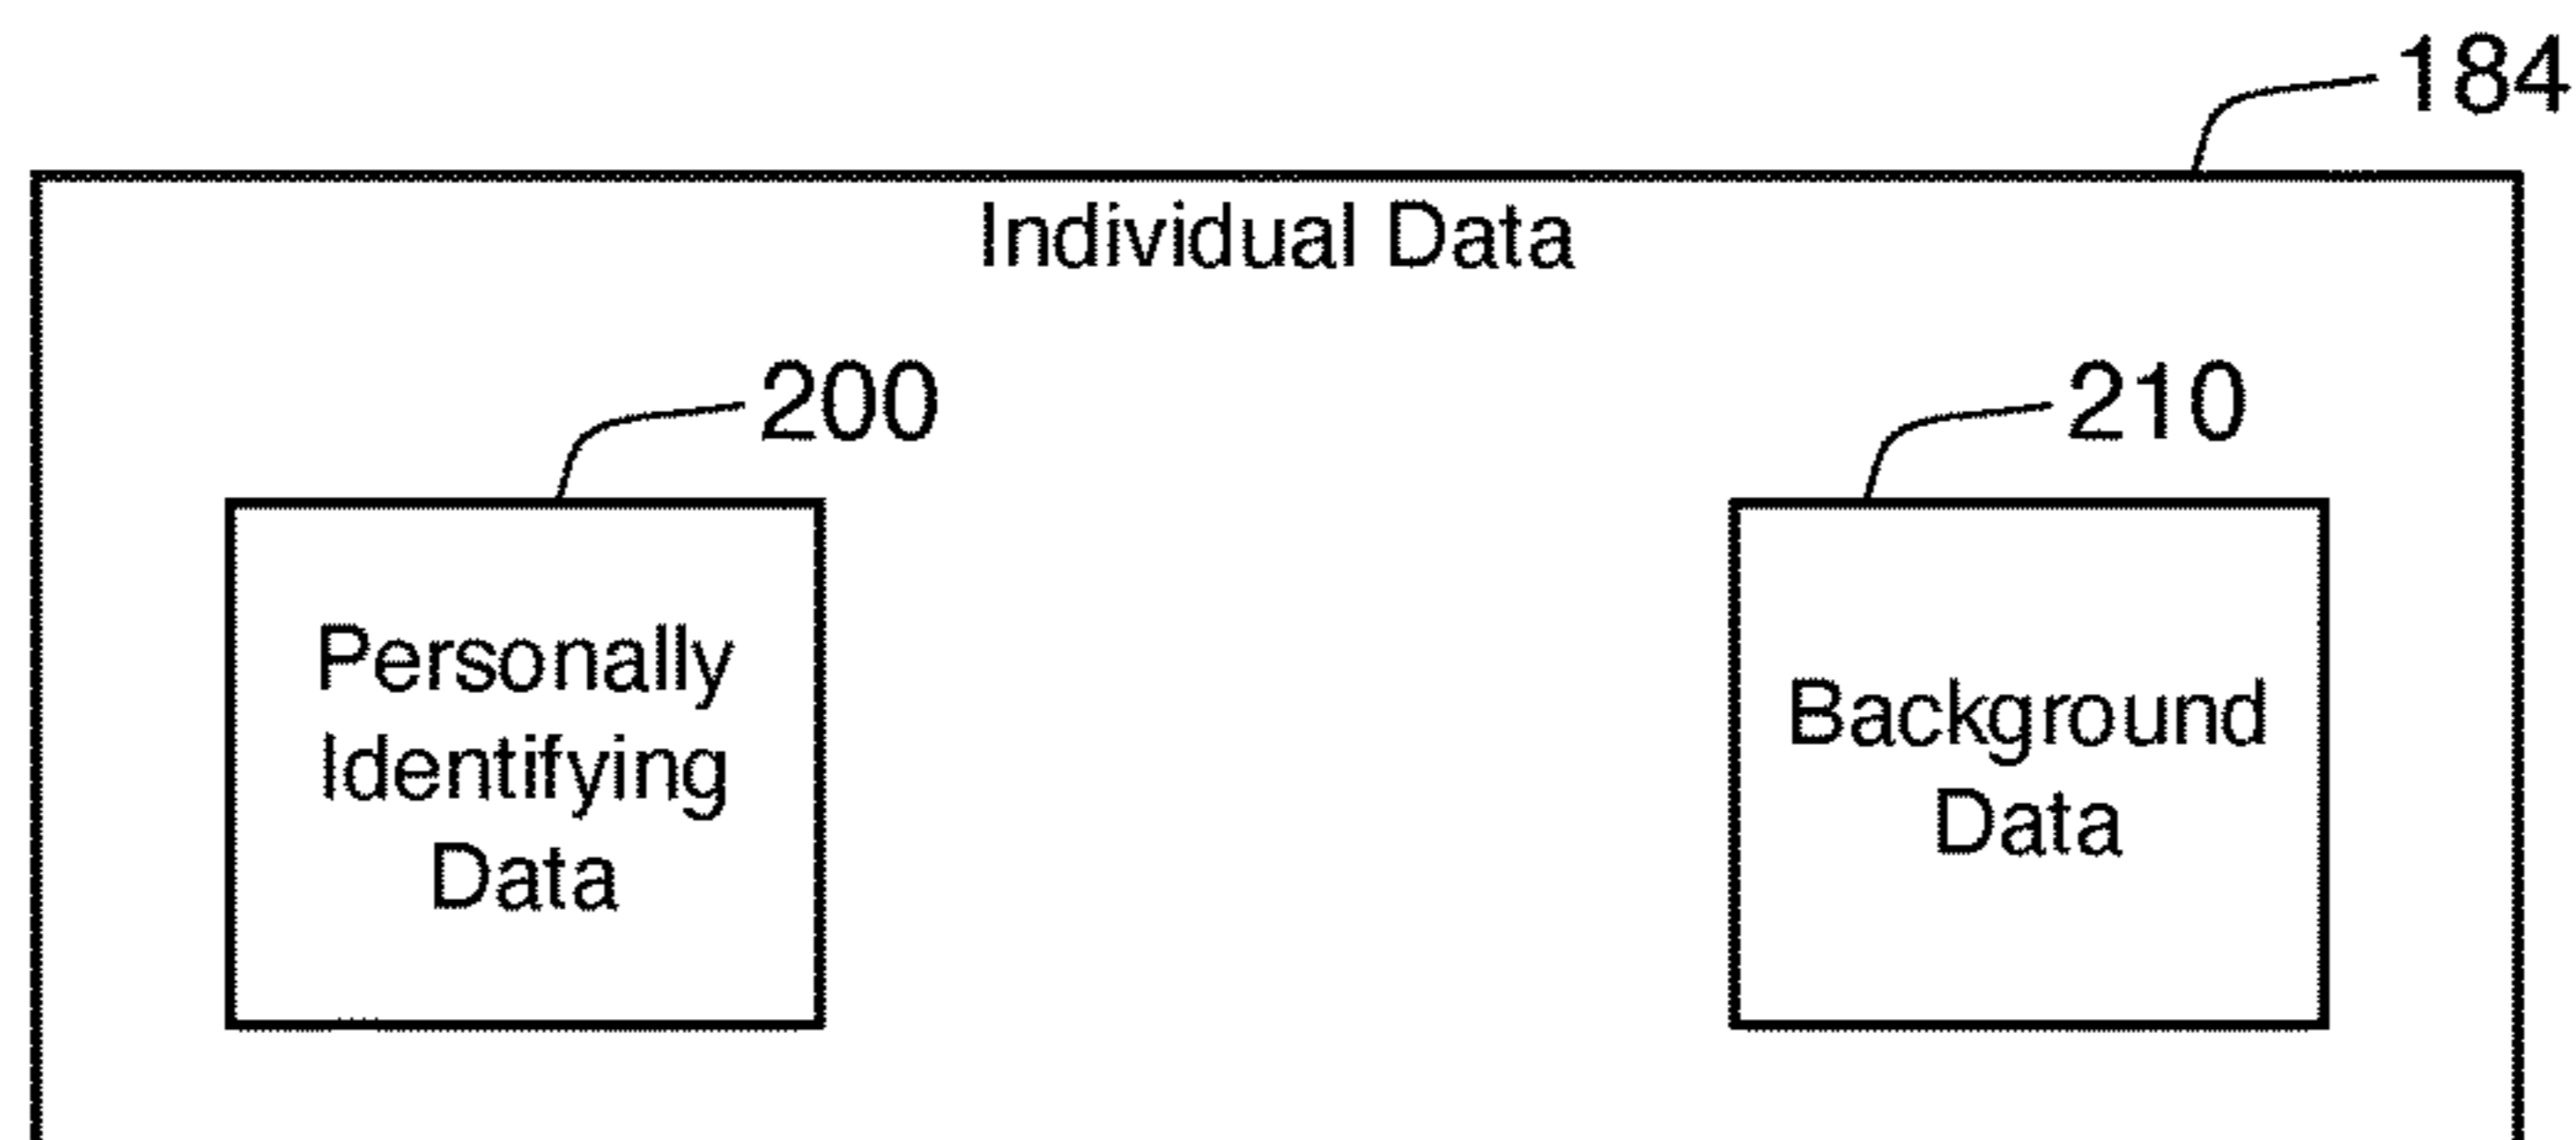 184
Individual Data
200
210
Personally
Identifying
Data
Background
Data